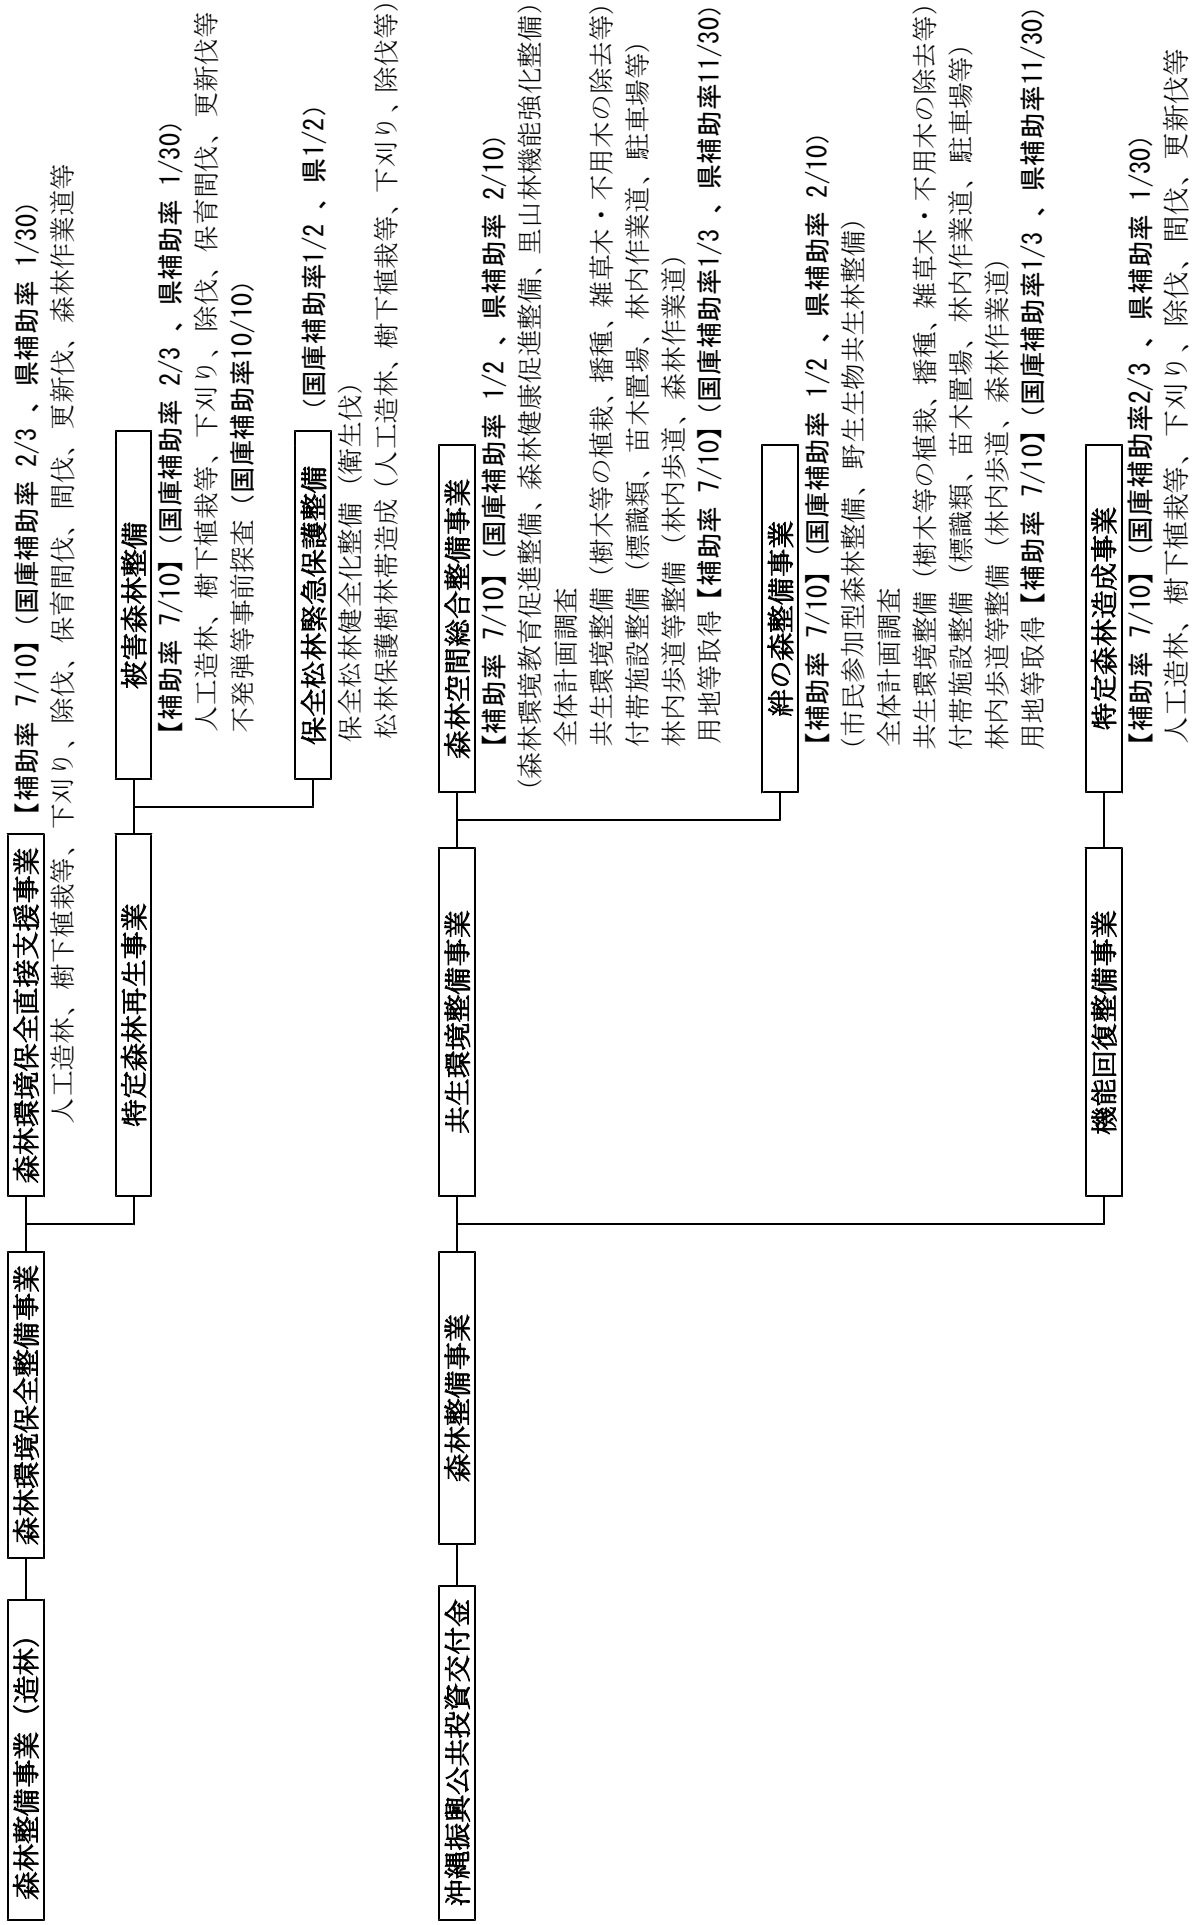 森林整備事業（造林）
森林環境保全整備事業
森林環境保全直接支援事業
【補助率 7/10】（国庫補助率 2/3 、県補助率 1/30）
人工造林、樹下植栽等、下刈り、除伐、保育間伐、間伐、更新伐、森林作業道等
特定森林再生事業
被害森林整備
【補助率 7/10】（国庫補助率 2/3 、県補助率 1/30）
人工造林、樹下植栽等、下刈り、除伐、保育間伐、更新伐等
不発弾等事前探査（国庫補助率10/10）
保全松林緊急保護整備
（国庫補助率1/2 、県1/2）
保全松林健全化整備（衛生伐）
松林保護樹林帯造成（人工造林、樹下植栽等、下刈り、除伐等）
沖縄振興公共投資交付金
森林整備事業
共生環境整備事業
森林空間総合整備事業
【補助率 7/10】（国庫補助率 1/2 、県補助率 2/10）
（森林環境教育促進整備、森林健康促進整備、里山林機能強化整備）
全体計画調査
共生環境整備（樹木等の植栽、播種、雑草木・不用木の除去等）
付帯施設整備（標識類、苗木置場、林内作業道、駐車場等）
林内歩道等整備（林内歩道、森林作業道）
用地等取得【補助率 7/10】（国庫補助率1/3 、県補助率11/30）
絆の森整備事業
【補助率 7/10】（国庫補助率 1/2 、県補助率 2/10）
（市民参加型森林整備、野生生物共生林整備）
全体計画調査
共生環境整備（樹木等の植栽、播種、雑草木・不用木の除去等）
付帯施設整備（標識類、苗木置場、林内作業道、駐車場等）
林内歩道等整備（林内歩道、森林作業道）
用地等取得【補助率 7/10】（国庫補助率1/3 、県補助率11/30）
機能回復整備事業
特定森林造成事業
【補助率 7/10】（国庫補助率2/3 、県補助率 1/30）
人工造林、樹下植栽等、下刈り、除伐、間伐、更新伐等